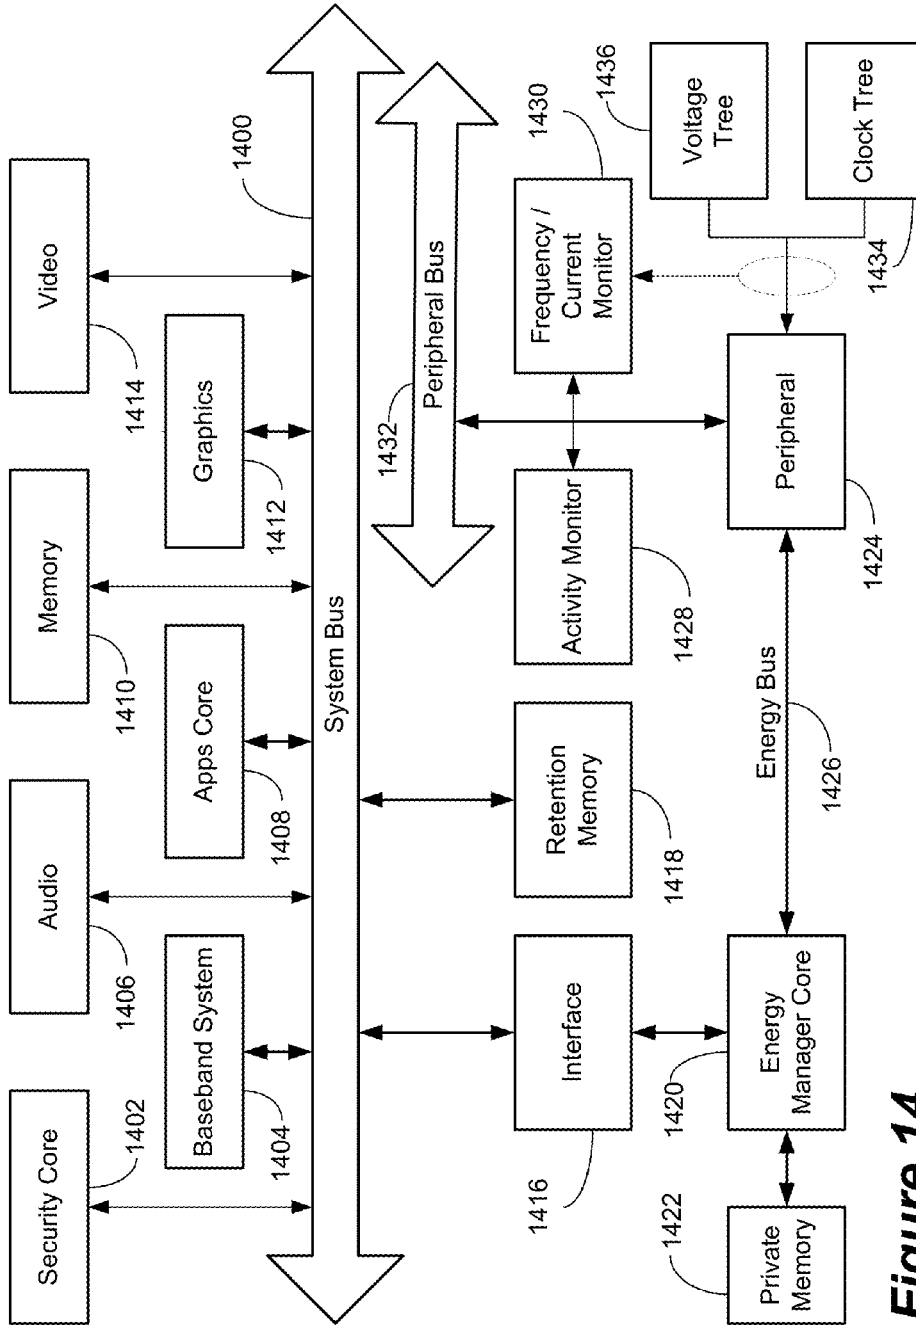 Security Core
1402
Audio
1406
Memory
1410
Video
1414
Baseband System
1404
Apps Core
1408
Graphics
1412
1400
System Bus
1432
Peripheral Bus
Interface
1416
Retention
Memory
1418
Activity Monitor
1428
Frequency /
Current
Monitor
1430
Private
Memory
1422
Energy
Manager Core
1420
Energy Bus
1426
Peripheral
1424
Voltage
Tree
1436
Clock Tree
1434
Figure 14